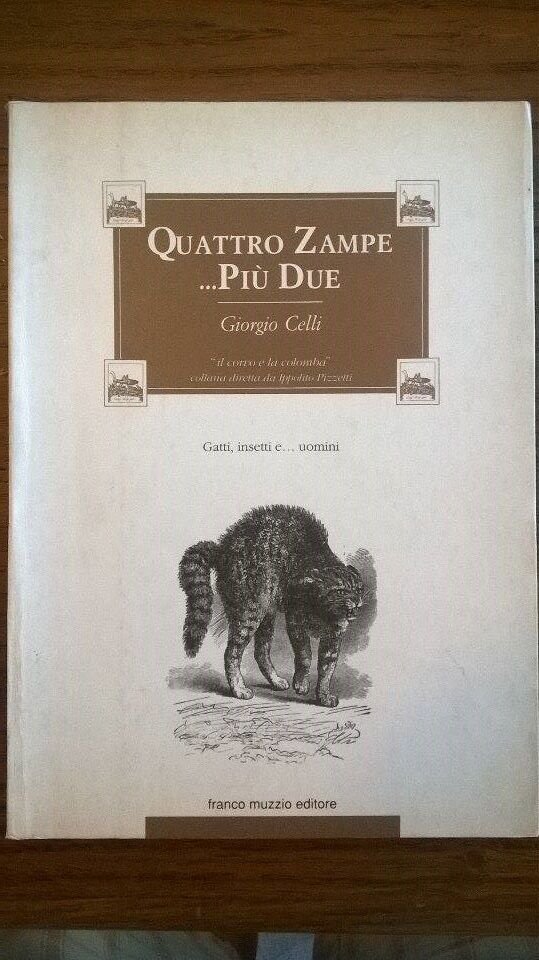 QUATTRO ZAMPE
...PIÙ DUE
Giorgio Celli
"il corvo e la colomba"
collana diretta da Ippolito Pizzetti
Gatti, insetti e... uomini
franco muzzio editore